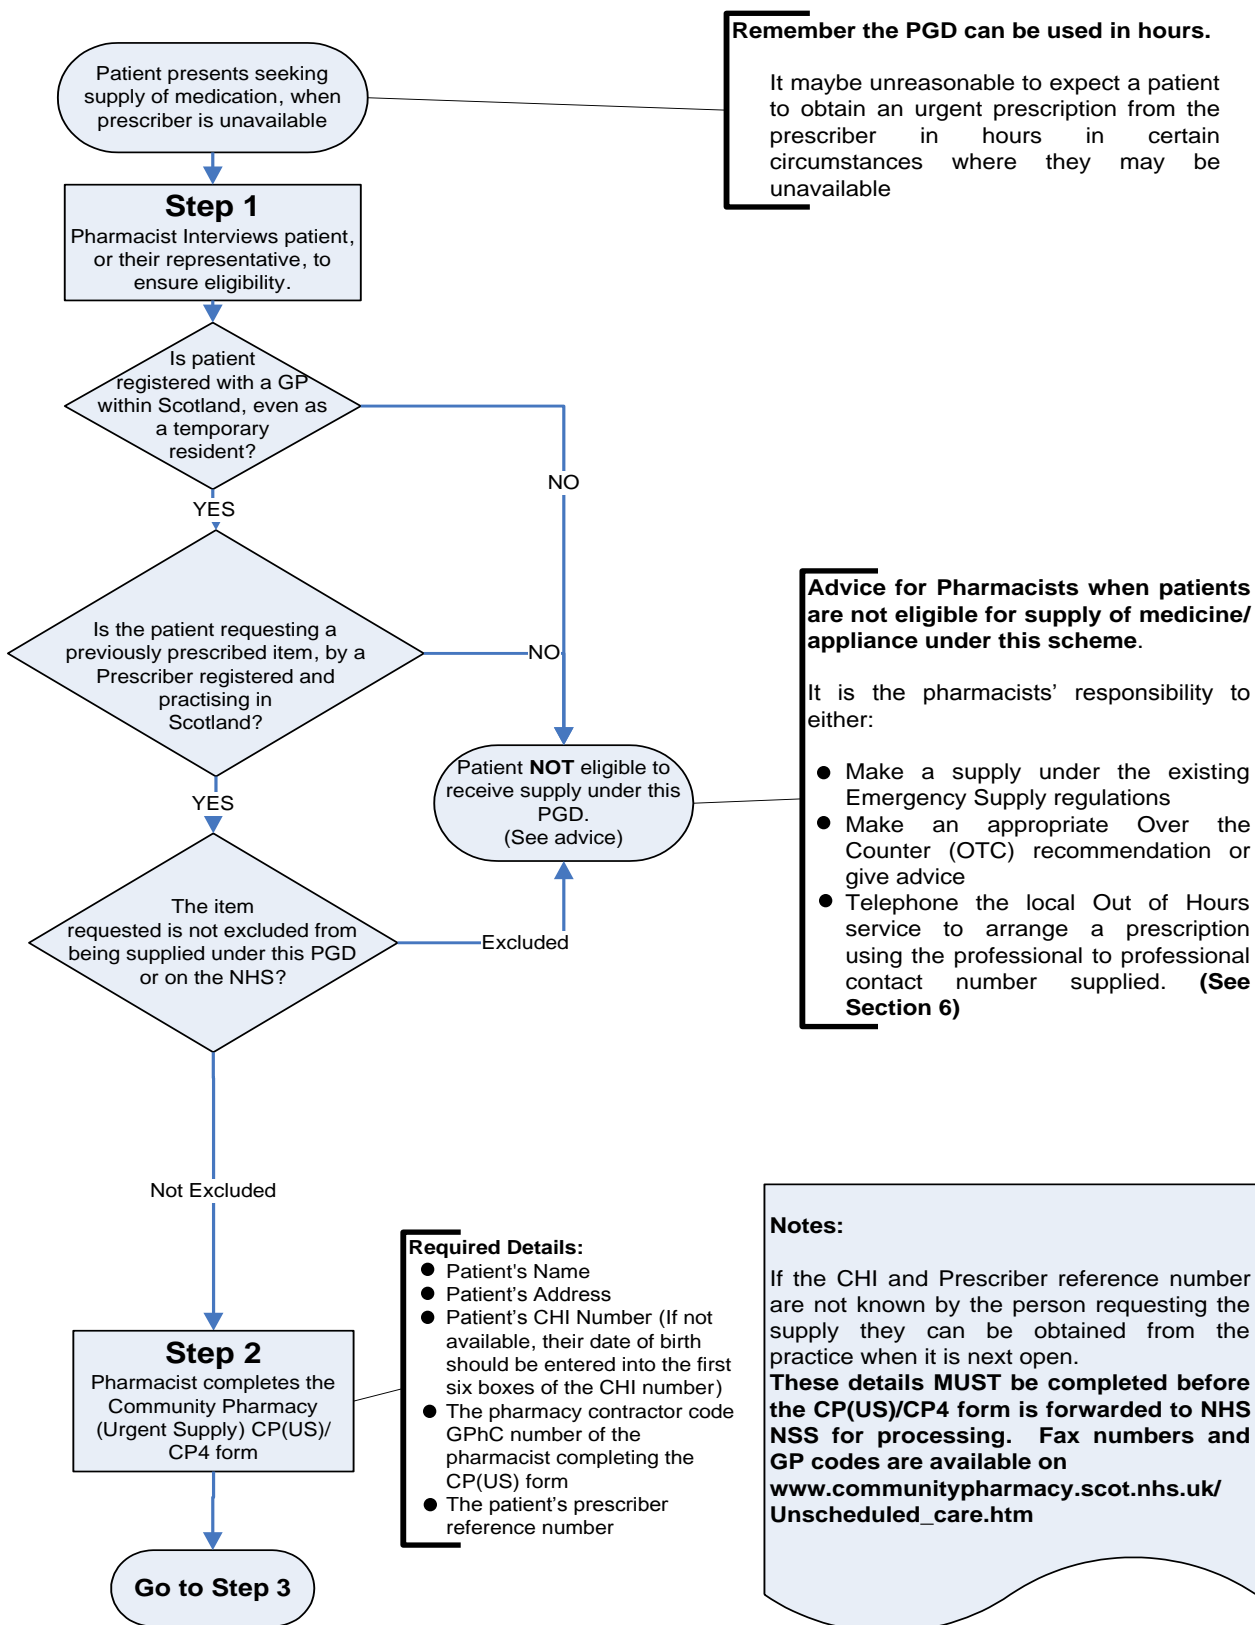 Remember the PGD can be used in hours.
It maybe unreasonable to expect a patient
to obtain an urgent prescription from the
prescriber in hours in certain
circumstances where they may be
unavailable
Patient presents seeking
supply of medication, when
prescriber is unavailable
Step 1
Pharmacist Interviews patient,
or their representative, to
ensure eligibility.
Is patient
registered with a GP
within Scotland, even as
a temporary
resident?
NO
YES
Is the patient requesting a
previously prescribed item, by a
Prescriber registered and
practising in
Scotland?
NO
YES
Patient NOT eligible to
receive supply under this
PGD.
(See advice)
Advice for Pharmacists when patients
are not eligible for supply of medicine/
appliance under this scheme.
It is the pharmacists' responsibility to
either:
● Make a supply under the existing
Emergency Supply regulations
● Make an appropriate Over the
Counter (OTC) recommendation or
give advice
● Telephone the local Out of Hours
service to arrange a prescription
using the professional to professional
contact number supplied. (See
Section 6)
The item
requested is not excluded from
being supplied under this PGD
or on the NHS?
Excluded
Not Excluded
Step 2
Pharmacist completes the
Community Pharmacy
(Urgent Supply) CP(US)/
CP4 form
Required Details:
● Patient's Name
● Patient's Address
● Patient's CHI Number (If not
available, their date of birth
should be entered into the first
six boxes of the CHI number)
● The pharmacy contractor code
GPhC number of the
pharmacist completing the
CP(US) form
● The patient's prescriber
reference number
Notes:
If the CHI and Prescriber reference number
are not known by the person requesting the
supply they can be obtained from the
practice when it is next open.
These details MUST be completed before
the CP(US)/CP4 form is forwarded to NHS
NSS for processing. Fax numbers and
GP codes are available on
www.communitypharmacy.scot.nhs.uk/
Unscheduled_care.htm
Go to Step 3